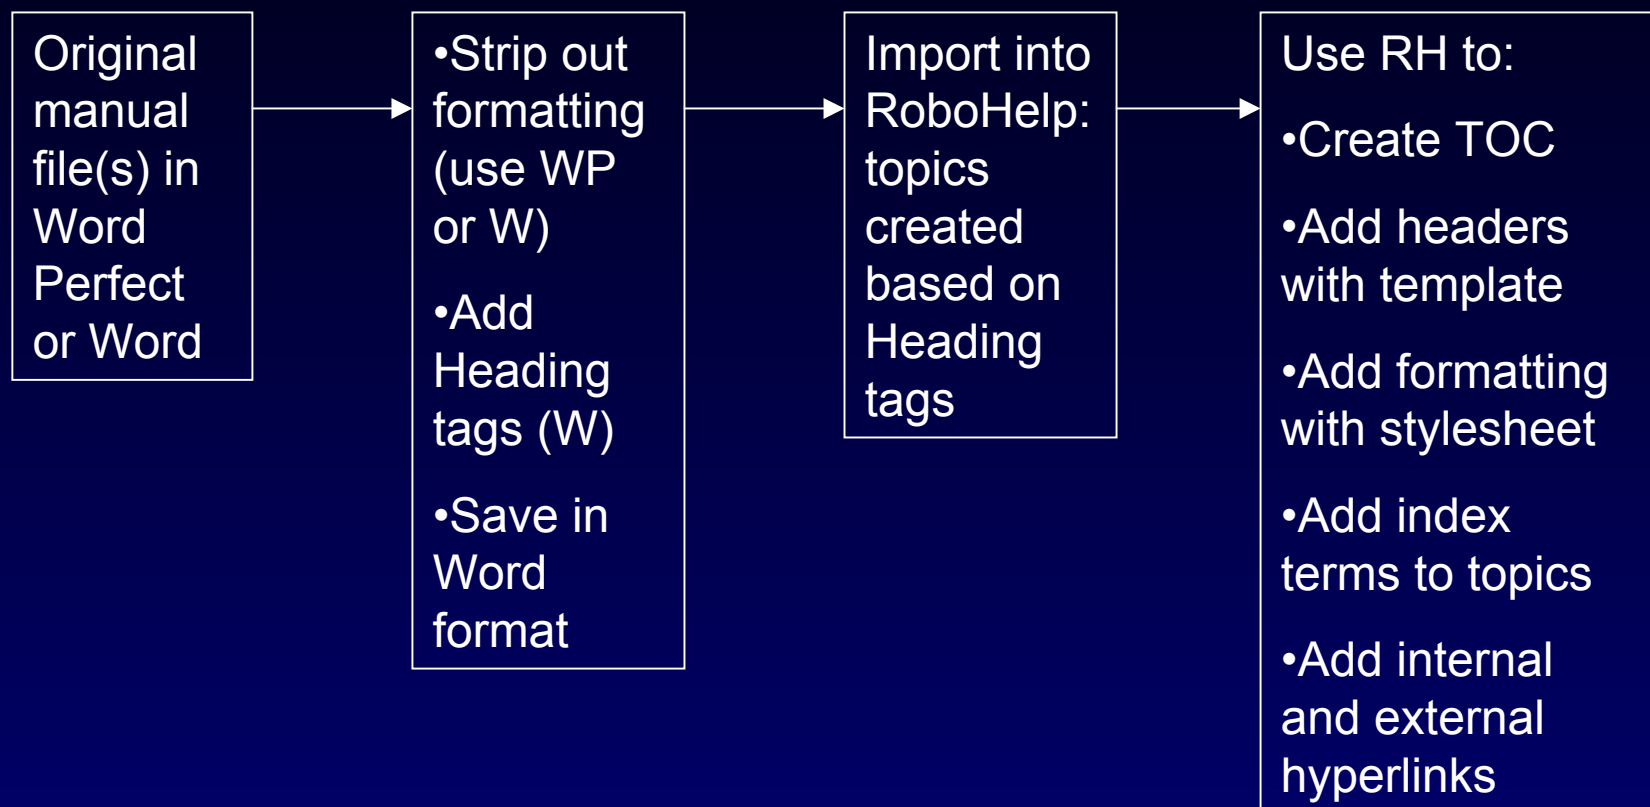 Original
manual
file(s) in
Word
Perfect
or Word
•Strip out
formatting
(use WP
or W)
•Add
Heading
tags (W)
•Save in
Word
format
Import into
RoboHelp:
topics
created
based on
Heading
tags
Use RH to:
•Create TOC
•Add headers
with template
•Add formatting
with stylesheet
•Add index
terms to topics
•Add internal
and external
hyperlinks